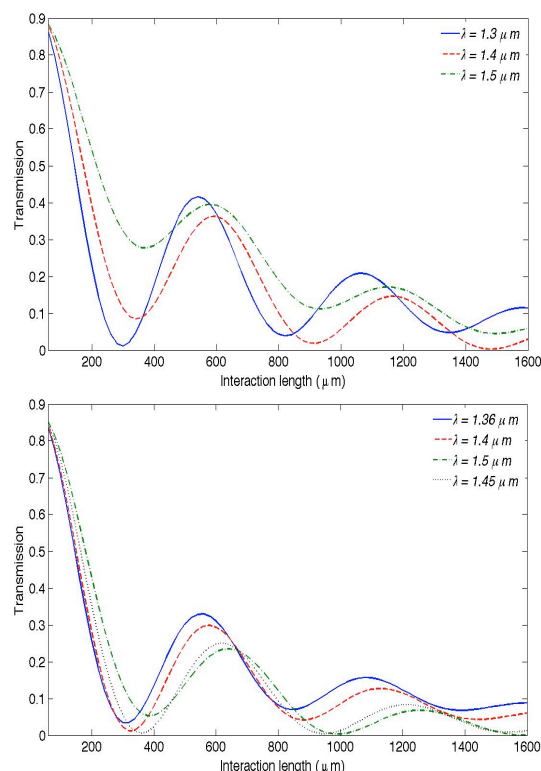 0.9
0.8
0.7
0.6
0.5
0.4
0.3
0.2
0.1
0
Transmission
λ = 1.3 μ m
λ = 1.4 μ m
λ = 1.5 μ m
200 400 600 800 1000 1200 1400 1600
Interaction length (μ m)
0.9
0.8
0.7
0.6
0.5
0.4
0.3
0.2
0.1
0
Transmission
λ = 1.36 μ m
λ = 1.4 μ m
λ = 1.5 μ m
λ = 1.45 μ m
200 400 600 800 1000 1200 1400 1600
Interaction length (μ m)